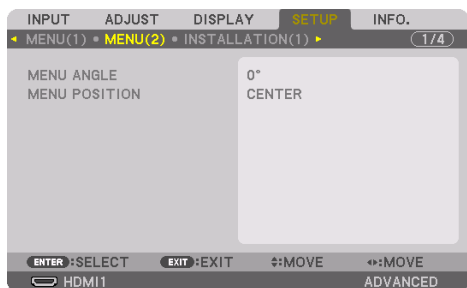 INPUT ADJUST DISPLAY SETUP INFO.
MENU(1) • MENU(2) • INSTALLATION(1) 1/4
MENU ANGLE 0°
MENU POSITION CENTER
ENTER :SELECT EXIT :EXIT :MOVE :MOVE
HDMI1 ADVANCED